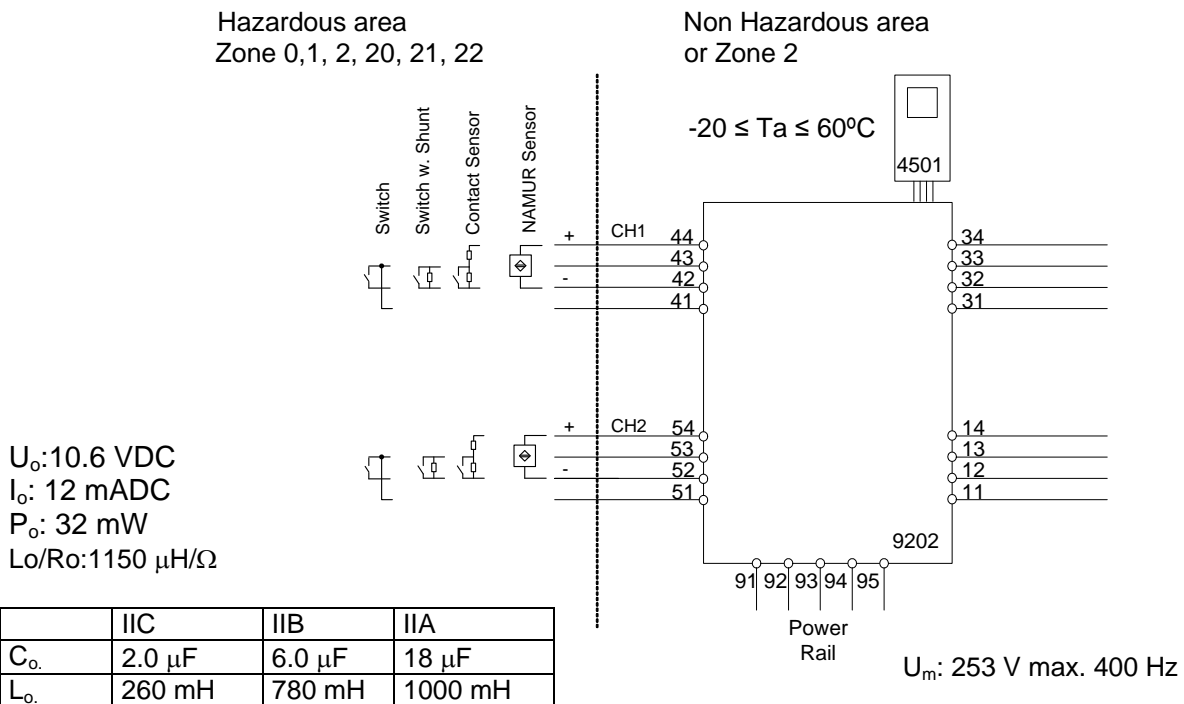 Hazardous area
Zone 0,1, 2, 20, 21, 22
Non Hazardous area
or Zone 2
-20 ≤ Ta ≤ 60ºC
4501
Switch
Switch w. Shunt
Contact Sensor
NAMUR Sensor
+ CH1 44
43
- 42
41
34
33
32
31
+ CH2 54
53
- 52
51
14
13
12
11
9202
91 92 93 94 95
Power
Rail
Uo:10.6 VDC
Io: 12 mADC
Po: 32 mW
Lo/Ro:1150 μH/Ω
IIC IIB IIA
Co. 2.0 μF 6.0 μF 18 μF
Lo. 260 mH 780 mH 1000 mH
Um: 253 V max. 400 Hz